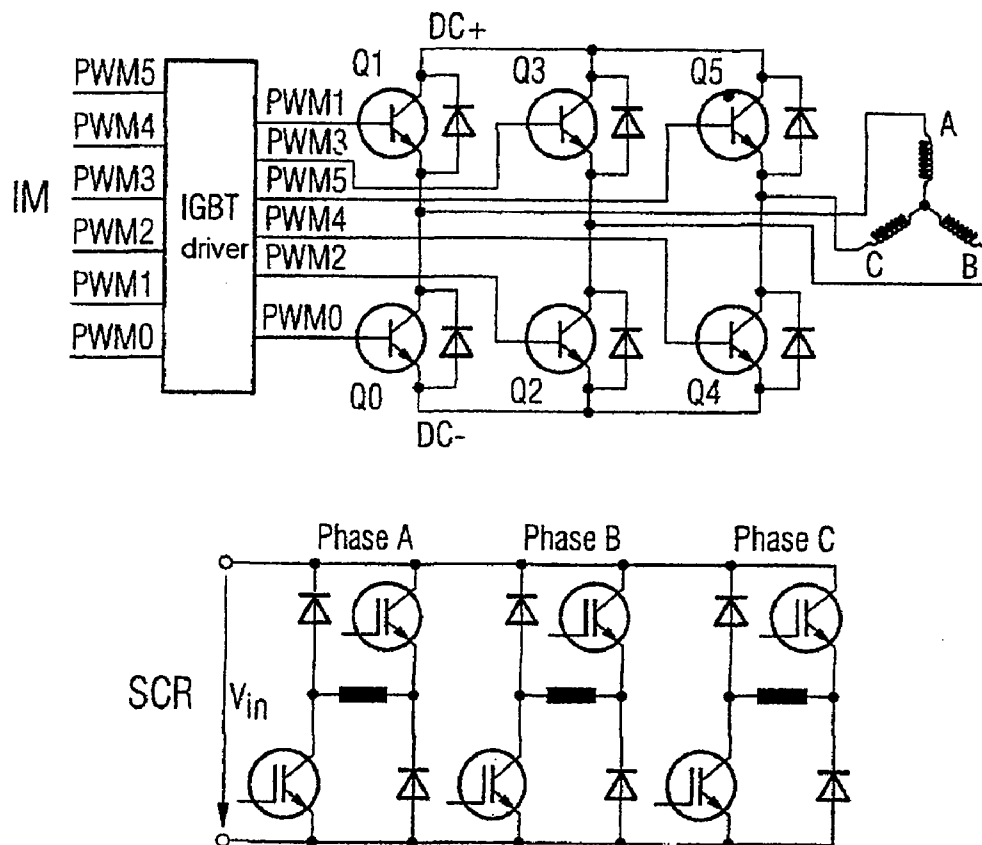 DC+
Q1
Q3
Q5
PWM5
PWM4
PWM3
PWM2
PWM1
PWM0
IM
IGBT
driver
PWM1
PWM3
PWM5
PWM4
PWM2
PWM0
A
C
B
Q0
Q2
Q4
DC-
Phase A
Phase B
Phase C
SCR
Vin